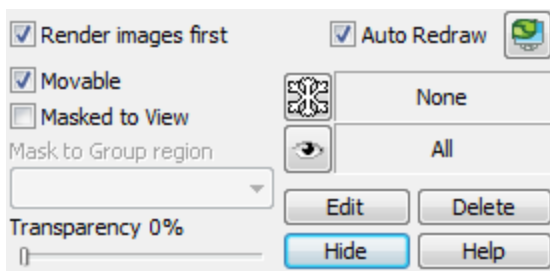 Render images first
Auto Redraw
Movable
None
Masked to View
Mask to Group region
All
Edit
Delete
Transparency 0%
Hide
Help